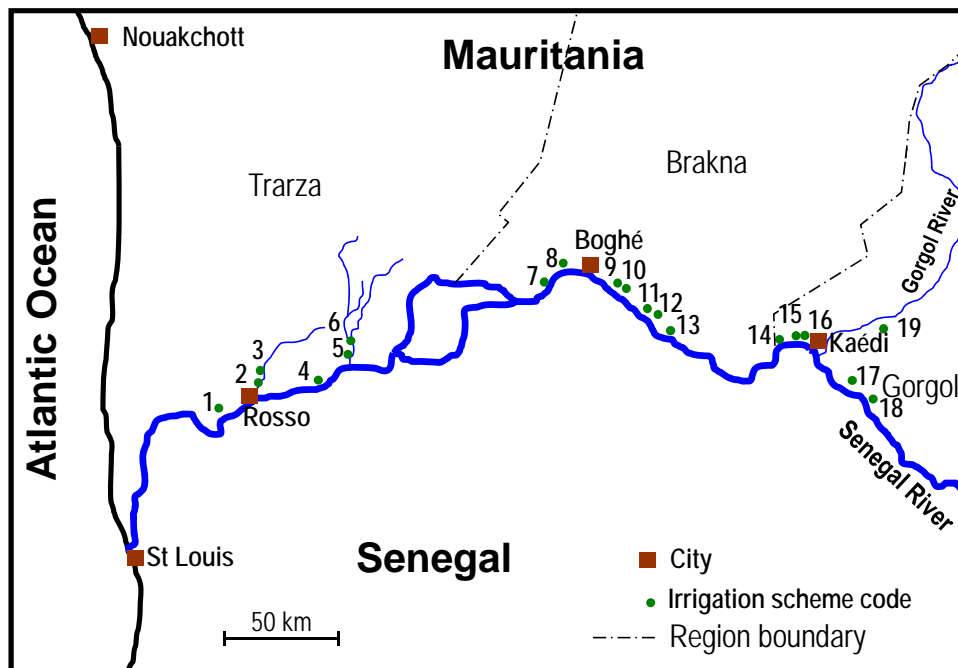 Nouakchott
Mauritania
Trarza
Brakna
Atlantic Ocean
Gorgol River
Boghé
8
7
9
10
11
12
13
6
5
3
2
4
1
Rosso
15
16
14
Kaédi
19
17
Gorgol
18
Senegal River
St Louis
Senegal
City
Irrigation scheme code
Region boundary
50 km